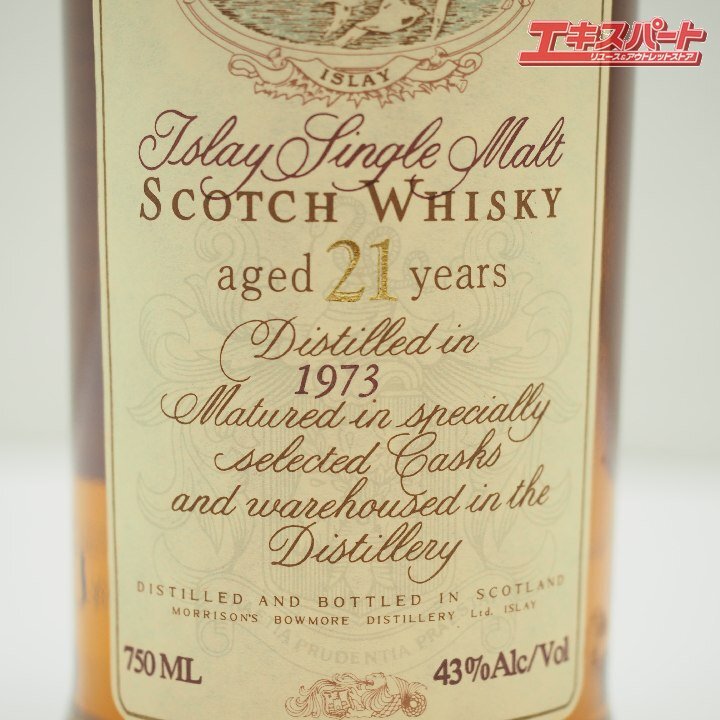 エキスパート
リユース&アウトレットストア
ISLAY
Islay Single Malt
SCOTCH WHISKY
aged 21 years
Distilled in
1973
Matured in specially
selected Casks
and warehoused in the
Distillery
DISTILLED AND BOTTLED IN SCOTLAND
MORRISON'S BOWMORE DISTILLERY Ltd. ISLAY
PRUDENTIA
750 ML
43%Alc/Vol